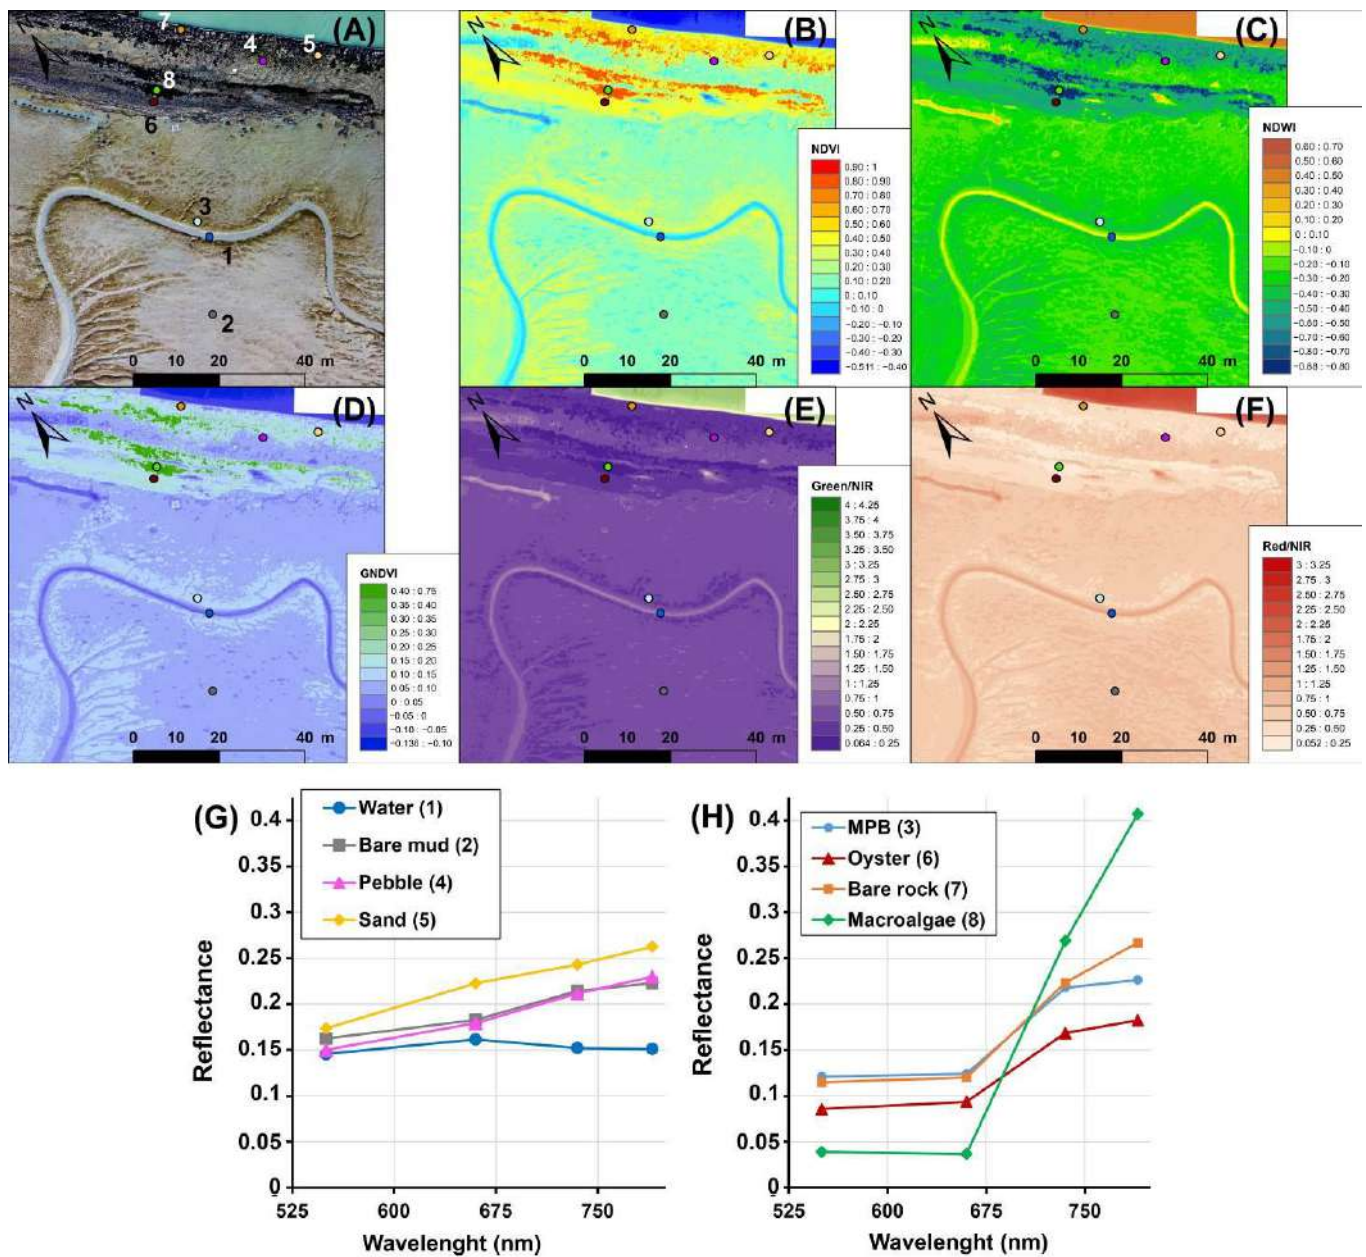 (A)
N
7
4
5
8
6
3
1
2
0 20 40 m
(B)
N
NDVI
0.90 : 1
0.80 : 0.90
0.70 : 0.80
0.60 : 0.70
0.50 : 0.60
0.40 : 0.50
0.30 : 0.40
0.20 : 0.30
0.10 : 0.20
0 : 0.10
−0.10 : 0
−0.20 : −0.10
−0.30 : −0.20
−0.40 : −0.30
−0.511 : −0.40
0 20 40 m
(C)
N
NDWI
0.60 : 0.70
0.50 : 0.60
0.40 : 0.50
0.30 : 0.40
0.20 : 0.30
0.10 : 0.20
0 : 0.10
−0.10 : 0
−0.20 : −0.10
−0.30 : −0.20
−0.40 : −0.30
−0.50 : −0.40
−0.60 : −0.50
−0.70 : −0.60
−0.80 : −0.70
−0.88 : −0.80
0 20 40 m
(D)
N
GNDVI
0.40 : 0.75
0.35 : 0.40
0.30 : 0.35
0.25 : 0.30
0.20 : 0.25
0.15 : 0.20
0.10 : 0.15
0.05 : 0.10
0 : 0.05
−0.05 : 0
−0.10 : −0.05
−0.136 : −0.10
0 20 40 m
(E)
N
Green/NIR
4 : 4.25
3.75 : 4
3.50 : 3.75
3.25 : 3.50
3 : 3.25
2.75 : 3
2.50 : 2.75
2.25 : 2.50
2 : 2.25
1.75 : 2
1.50 : 1.75
1.25 : 1.50
1 : 1.25
0.75 : 1
0.50 : 0.75
0.25 : 0.50
0.064 : 0.25
0 20 40 m
(F)
N
Red/NIR
3 : 3.25
2.75 : 3
2.50 : 2.75
2.25 : 2.50
2 : 2.25
1.75 : 2
1.50 : 1.75
1.25 : 1.50
1 : 1.25
0.75 : 1
0.50 : 0.75
0.25 : 0.50
0.052 : 0.25
0 20 40 m
(G)
Water (1)
Bare mud (2)
Pebble (4)
Sand (5)
Reflectance
0.4
0.35
0.3
0.25
0.2
0.15
0.1
0.05
0
525 600 675 750
Wavelenght (nm)
(H)
MPB (3)
Oyster (6)
Bare rock (7)
Macroalgae (8)
Reflectance
0.4
0.35
0.3
0.25
0.2
0.15
0.1
0.05
0
525 600 675 750
Wavelenght (nm)